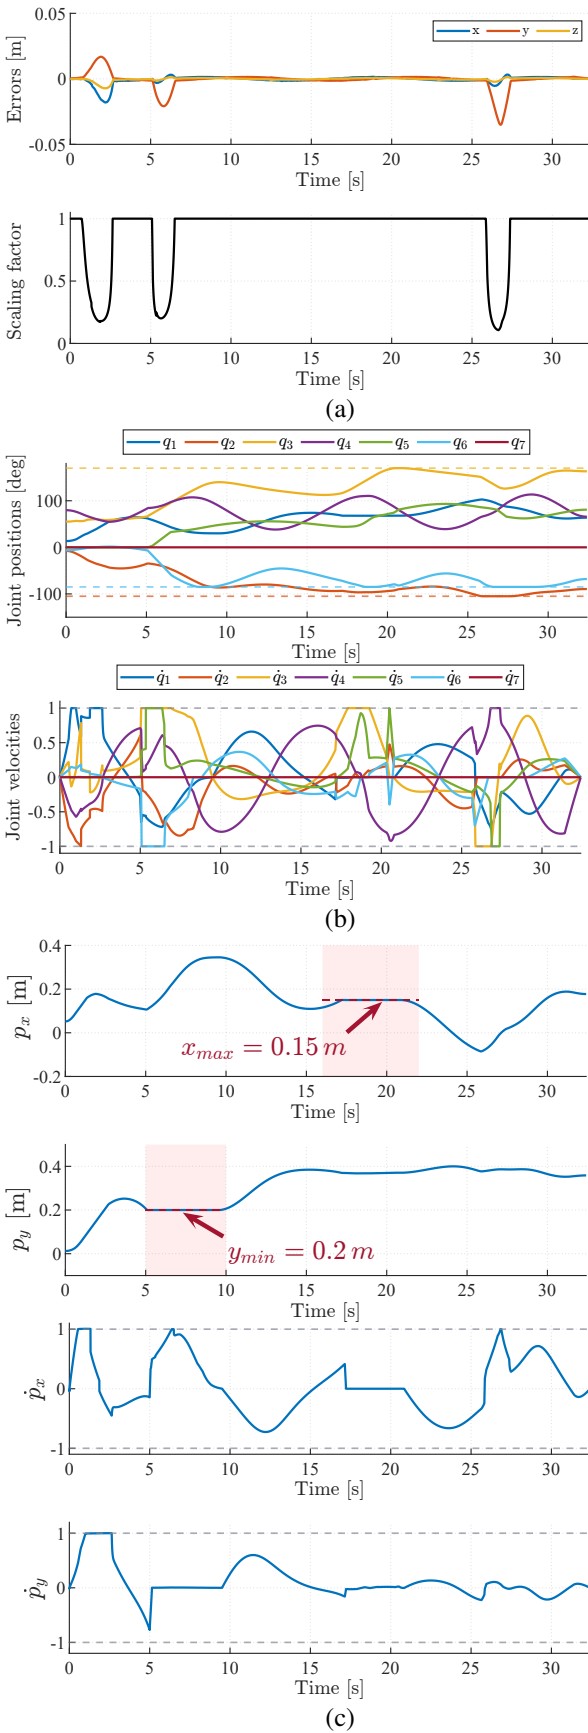 0.05
x y z
0
Errors [m]
-0.05
0 5 10 15 20 25 30
Time [s]
1
Scaling factor
0.5
0
0 5 10 15 20 25 30
Time [s]
(a)
q₁ q₂ q₃ q₄ q₅ q₆ q₇
Joint positions [deg]
100
0
-100
0 5 10 15 20 25 30
Time [s]
q̇₁ q̇₂ q̇₃ q̇₄ q̇₅ q̇₆ q̇₇
Joint velocities
1
0.5
0
-0.5
-1
0 5 10 15 20 25 30
Time [s]
(b)
0.4
pₓ [m]
0.2
0
x_{max} = 0.15 m
-0.2
0 5 10 15 20 25 30
Time [s]
0.4
p_y [m]
0.2
0
y_{min} = 0.2 m
0 5 10 15 20 25 30
Time [s]
1
ṗₓ
0
-1
0 5 10 15 20 25 30
Time [s]
1
ṗ_y
0
-1
0 5 10 15 20 25 30
Time [s]
(c)